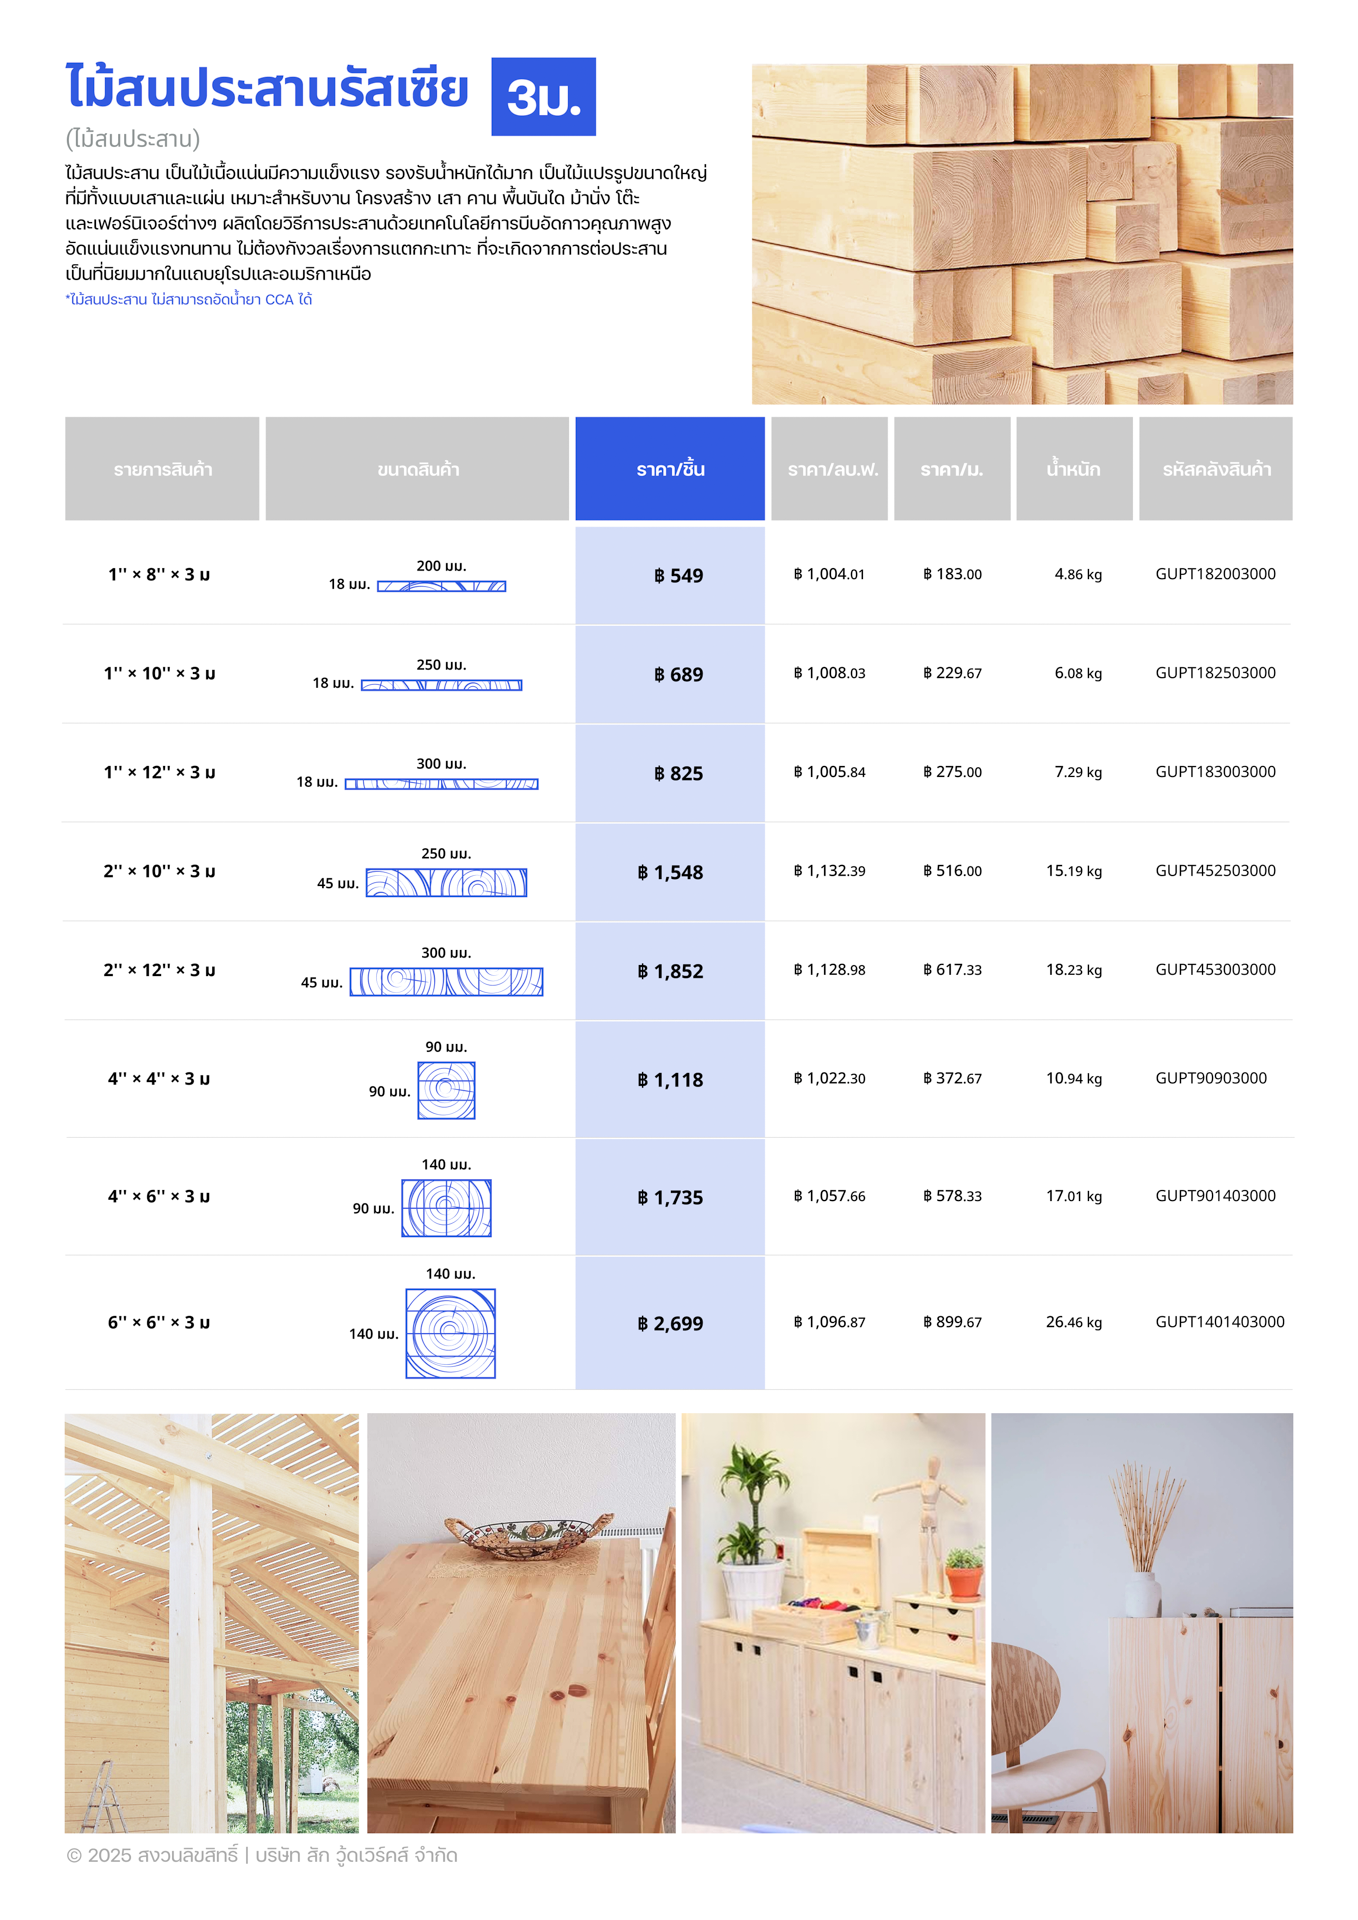 ไม้สนประสานรัสเซีย 3ม.
(ไม้สนประสาน)
ไม้สนประสาน เป็นไม้เนื้อแน่นมีความแข็งแรง รองรับน้ำหนักได้มาก เป็นไม้แปรรูปขนาดใหญ่
ที่มีทั้งแบบเสาและแผ่น เหมาะสำหรับงาน โครงสร้าง เสา คาน พื้นบันได ม้านั่ง โต๊ะ
และเฟอร์นิเจอร์ต่างๆ ผลิตโดยวิธีการประสานด้วยเทคโนโลยีการบีบอัดกาวคุณภาพสูง
อัดแน่นแข็งแรงทนทาน ไม่ต้องกังวลเรื่องการแตกกะเทาะ ที่จะเกิดจากการต่อประสาน
เป็นที่นิยมมากในแถบยุโรปและอเมริกาเหนือ
*ไม้สนประสาน ไม่สามารถอัดน้ำยา CCA ได้
รายการสินค้า ขนาดสินค้า ราคา/ชิ้น ราคา/ลบ.ฟ. ราคา/ม. น้ำหนัก รหัสคลังสินค้า
200 มม.
1'' × 8'' × 3 ม 18 มม. ฿ 549 ฿ 1,004.01 ฿ 183.00 4.86 kg GUPT182003000
250 มม.
1'' × 10'' × 3 ม 18 มม. ฿ 689 ฿ 1,008.03 ฿ 229.67 6.08 kg GUPT182503000
300 มม.
1'' × 12'' × 3 ม 18 มม. ฿ 825 ฿ 1,005.84 ฿ 275.00 7.29 kg GUPT183003000
250 มม.
2'' × 10'' × 3 ม 45 มม. ฿ 1,548 ฿ 1,132.39 ฿ 516.00 15.19 kg GUPT452503000
300 มม.
2'' × 12'' × 3 ม 45 มม. ฿ 1,852 ฿ 1,128.98 ฿ 617.33 18.23 kg GUPT453003000
90 มม.
4'' × 4'' × 3 ม 90 มม. ฿ 1,118 ฿ 1,022.30 ฿ 372.67 10.94 kg GUPT90903000
140 มม.
4'' × 6'' × 3 ม 90 มม. ฿ 1,735 ฿ 1,057.66 ฿ 578.33 17.01 kg GUPT901403000
140 มม.
6'' × 6'' × 3 ม 140 มม. ฿ 2,699 ฿ 1,096.87 ฿ 899.67 26.46 kg GUPT1401403000
© 2025 สงวนลิขสิทธิ์ | บริษัท สัก วู้ดเวิร์คส์ จำกัด